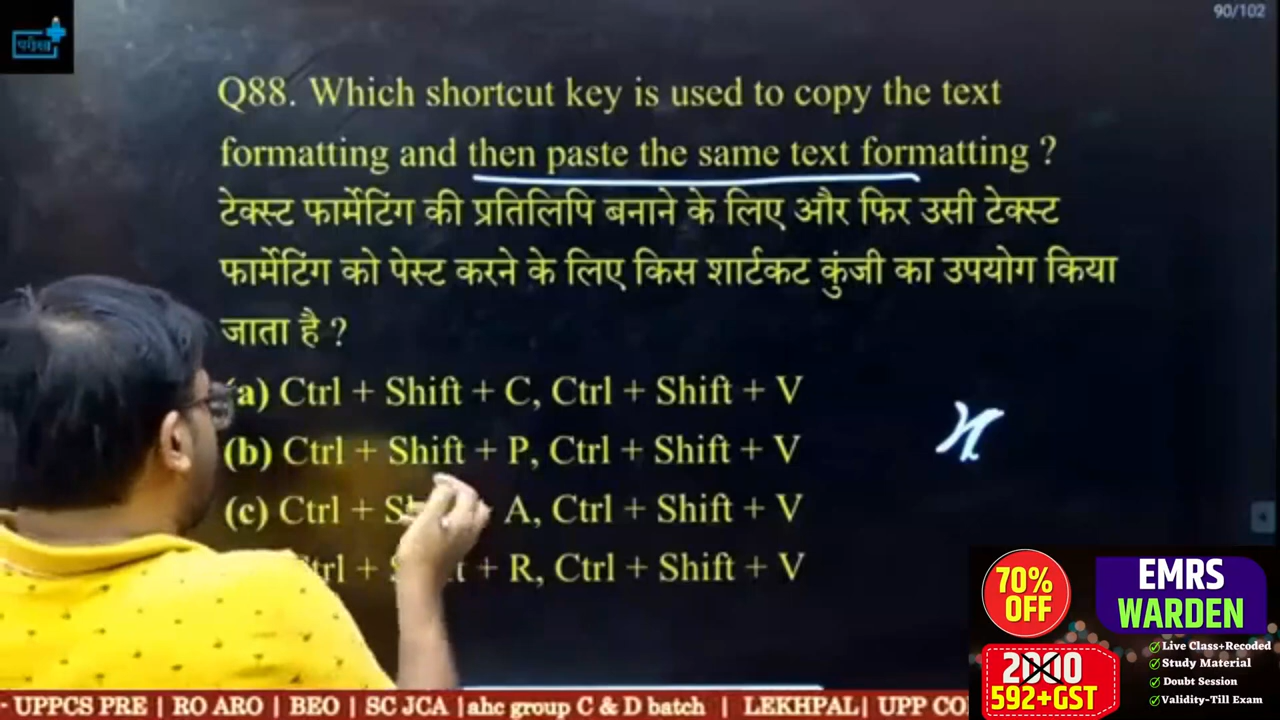 90/102
Q88. Which shortcut key is used to copy the text
formatting and then paste the same text formatting ?
टेक्स्ट फार्मेटिंग की प्रतिलिपि बनाने के लिए और फिर उसी टेक्स्ट
फार्मेटिंग को पेस्ट करने के लिए किस शार्टकट कुंजी का उपयोग किया
जाता है ?
(a) Ctrl + Shift + C, Ctrl + Shift + V
(b) Ctrl + Shift + P, Ctrl + Shift + V
(c) Ctrl + A, Ctrl + Shift + V
+ R, Ctrl + Shift + V
70%
OFF
EMRS
WARDEN
2000
592+GST
Live Class+Recoded
Study Material
Doubt Session
Validity-Till Exam
- UPPCS PRE | RO ARO | BEO | SC JCA | ahc group C & D batch | LEKHPAL | UPP